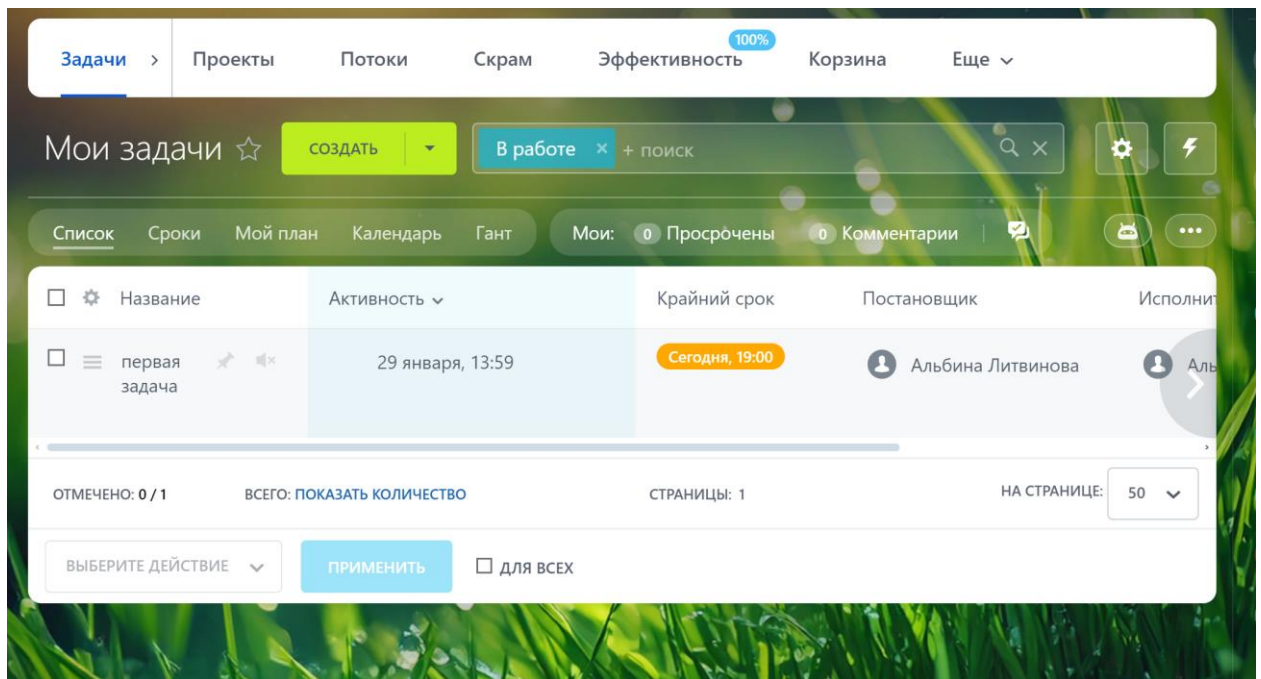 100%
Задачи > Проекты Потоки Скрам Эффективность Корзина Еще
Мои задачи СОЗДАТЬ В работе × + поиск
Список Сроки Мой план Календарь Гант Мои: 0 Просрочены 0 Комментарии
Название Активность Крайний срок Постановщик Исполнит
первая 29 января, 13:59 Сегодня, 19:00 Альбина Литвинова Аль
задача
ОТМЕЧЕНО: 0 / 1 ВСЕГО: ПОКАЗАТЬ КОЛИЧЕСТВО СТРАНИЦЫ: 1 НА СТРАНИЦЕ: 50
ВЫБЕРИТЕ ДЕЙСТВИЕ ПРИМЕНИТЬ ДЛЯ ВСЕХ